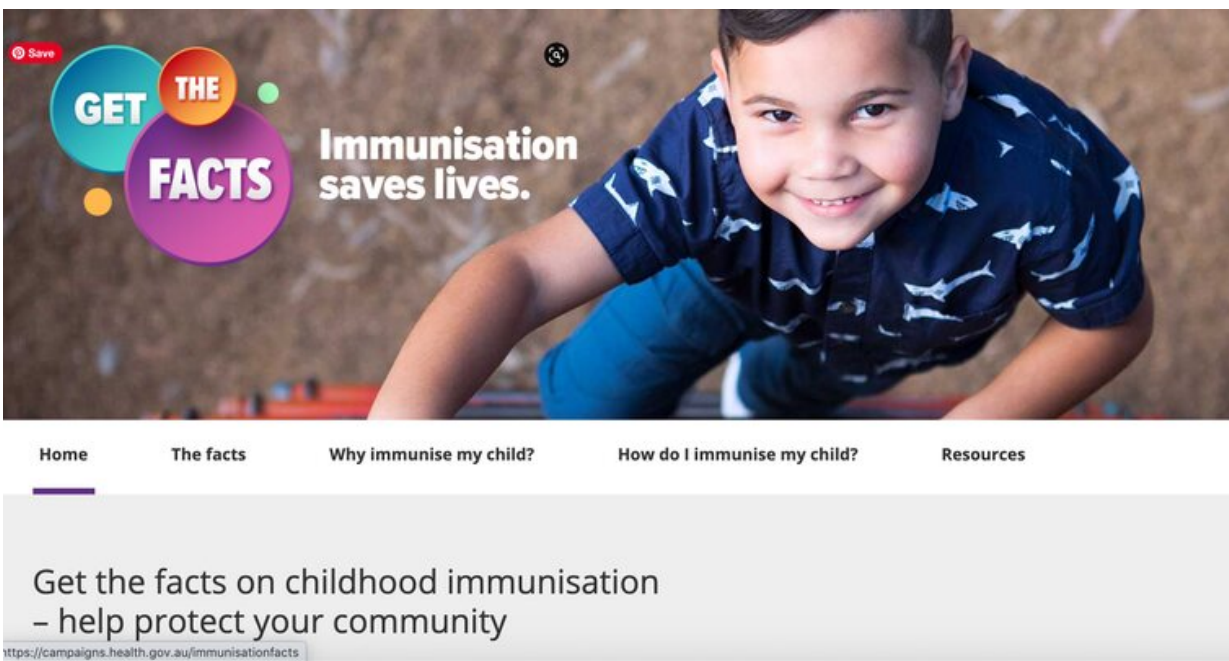 Save
GET
THE
FACTS
Immunisation
saves lives.
Home
The facts
Why immunise my child?
How do I immunise my child?
Resources
Get the facts on childhood immunisation
– help protect your community
https://campaigns.health.gov.au/immunisationfacts